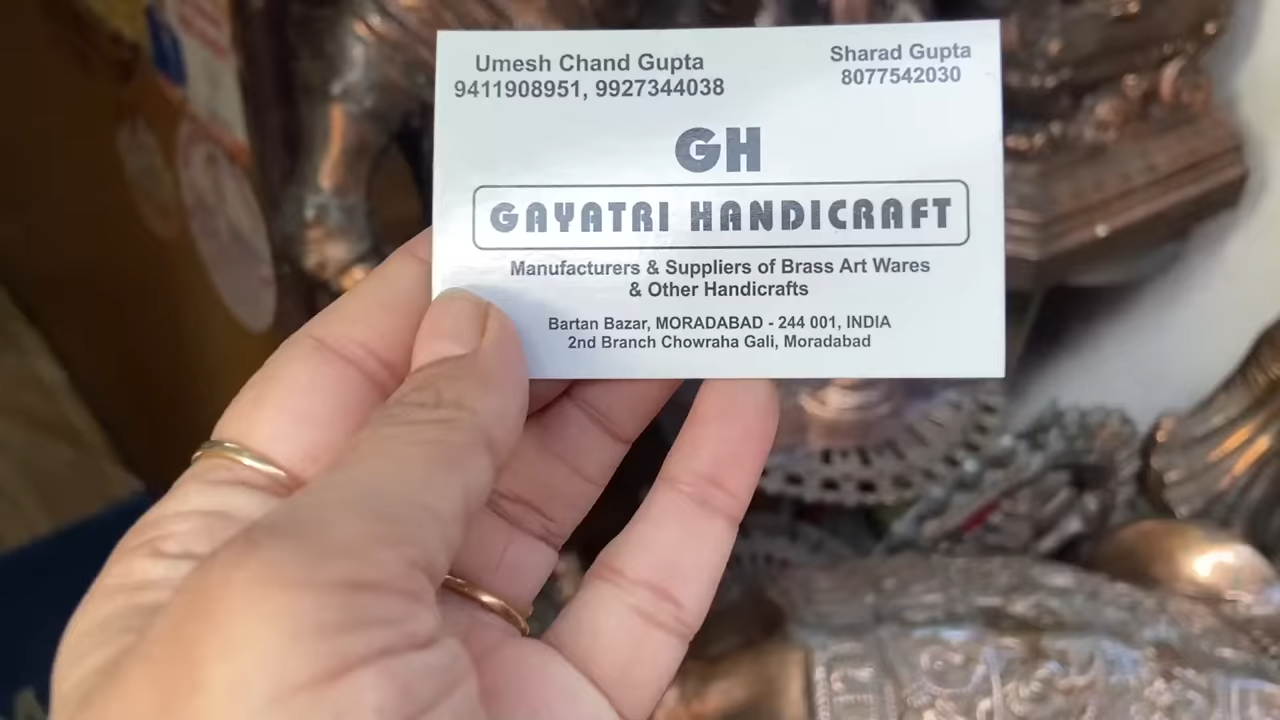 Umesh Chand Gupta
9411908951, 9927344038
Sharad Gupta
8077542030
GH
GAYATRI HANDICRAFT
Manufacturers & Suppliers of Brass Art Wares
& Other Handicrafts
Bartan Bazar, MORADABAD - 244 001, INDIA
2nd Branch Chowraha Gali, Moradabad